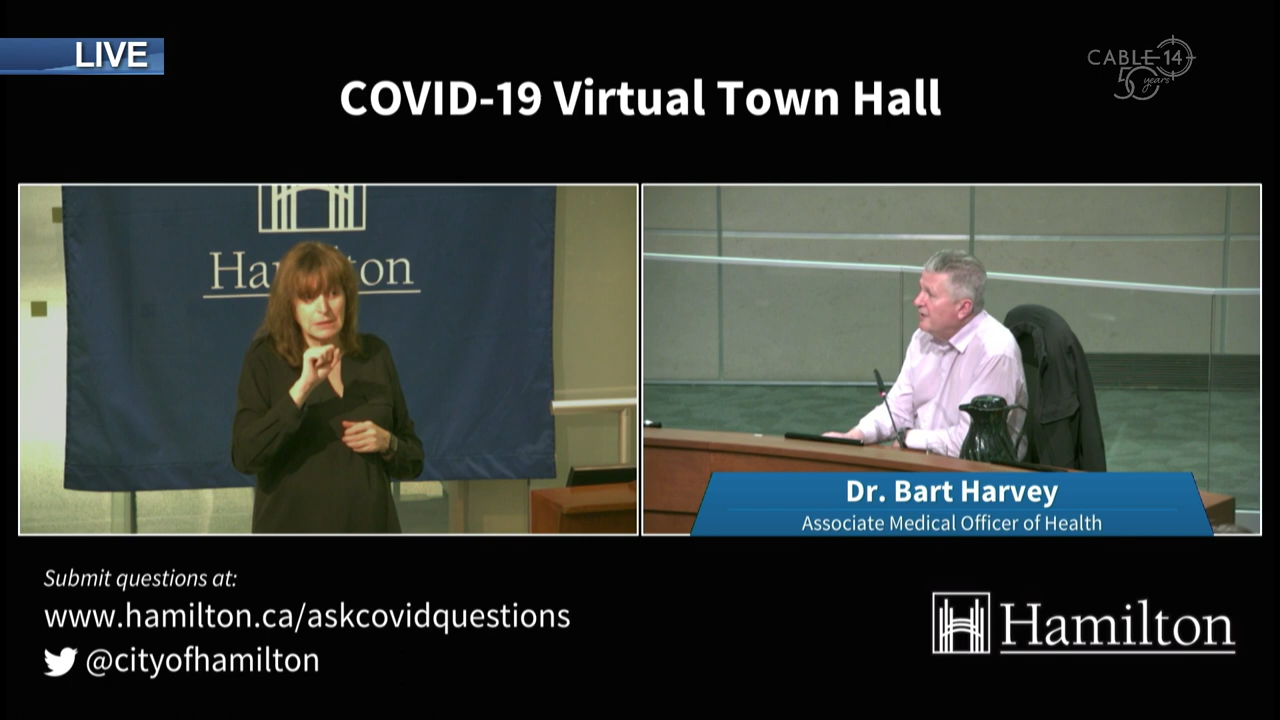 LIVE
CABLE 14
50 years
COVID-19 Virtual Town Hall
Hamilton
Dr. Bart Harvey
Associate Medical Officer of Health
Submit questions at:
www.hamilton.ca/askcovidquestions
@cityofhamilton
Hamilton